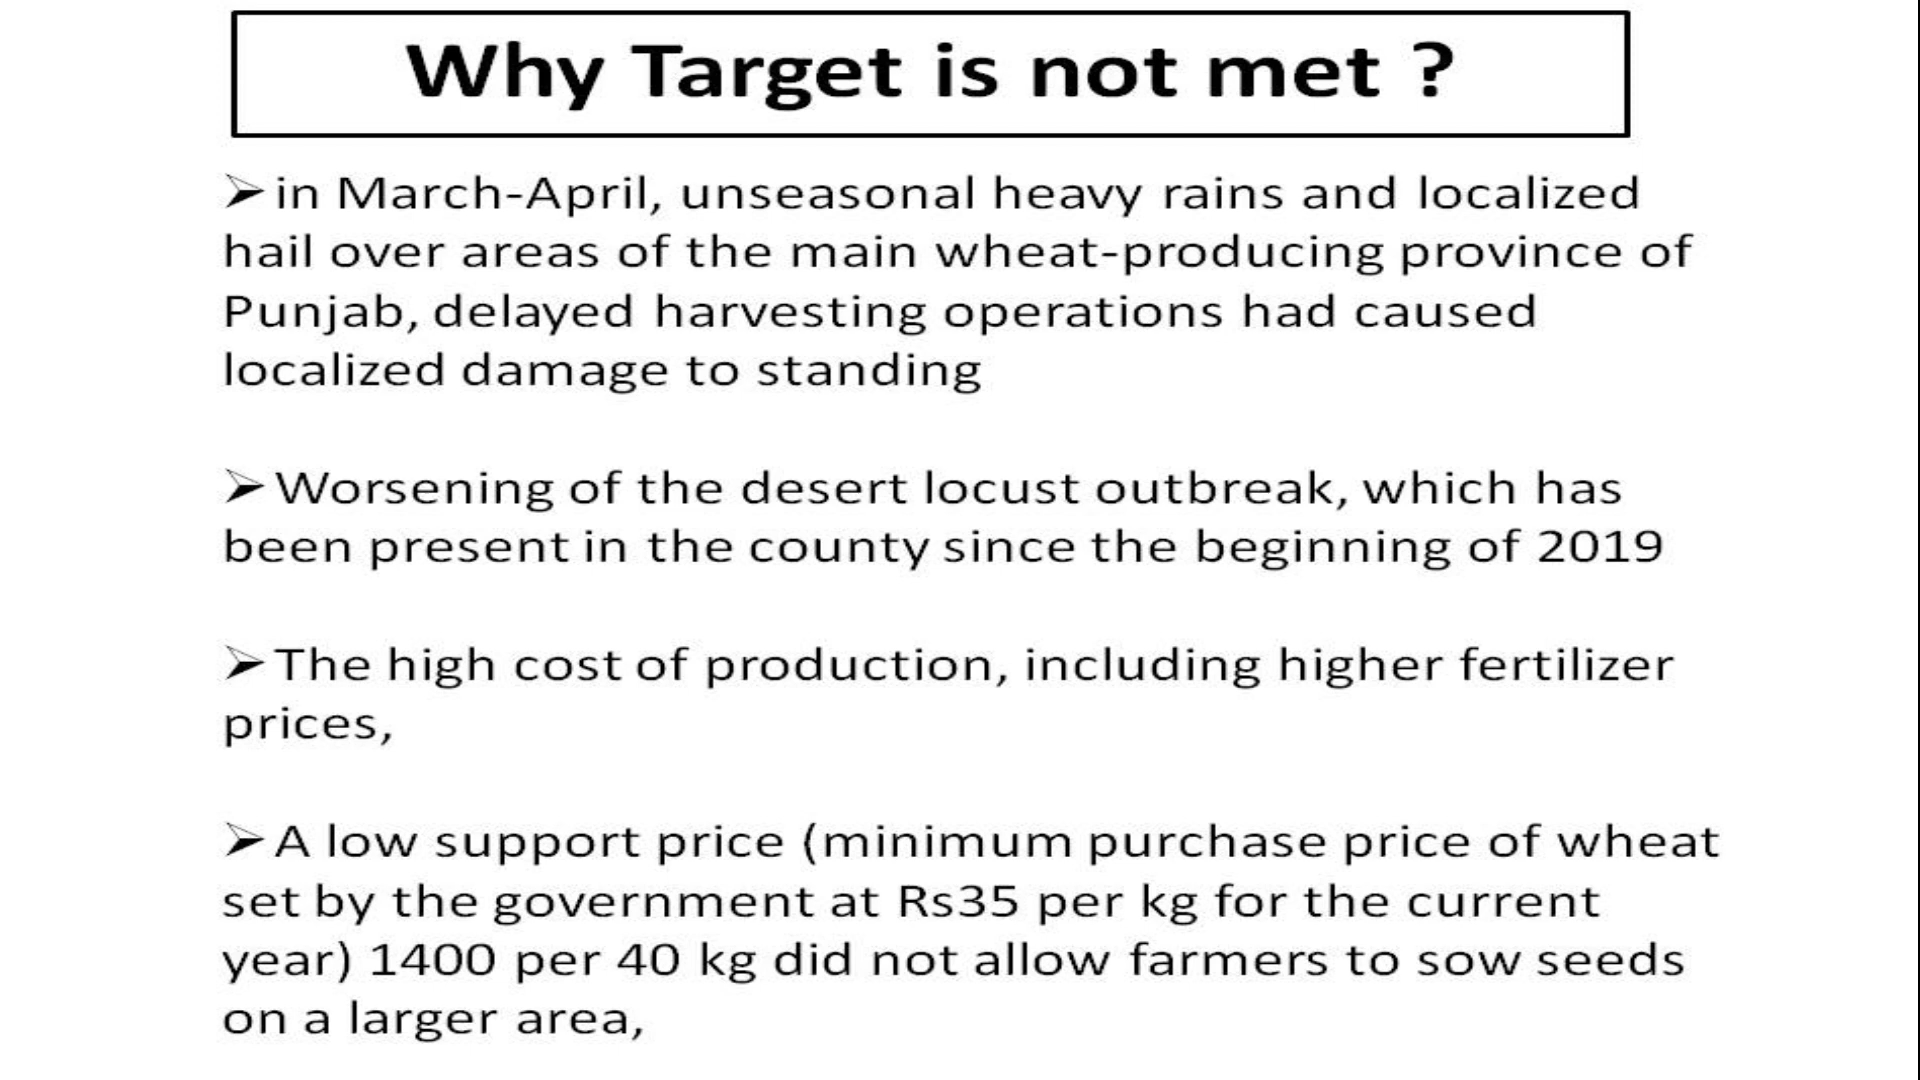 Why Target is not met ?
➢in March-April, unseasonal heavy rains and localized
hail over areas of the main wheat-producing province of
Punjab, delayed harvesting operations had caused
localized damage to standing
➢Worsening of the desert locust outbreak, which has
been present in the county since the beginning of 2019
➢The high cost of production, including higher fertilizer
prices,
➢A low support price (minimum purchase price of wheat
set by the government at Rs35 per kg for the current
year) 1400 per 40 kg did not allow farmers to sow seeds
on a larger area,